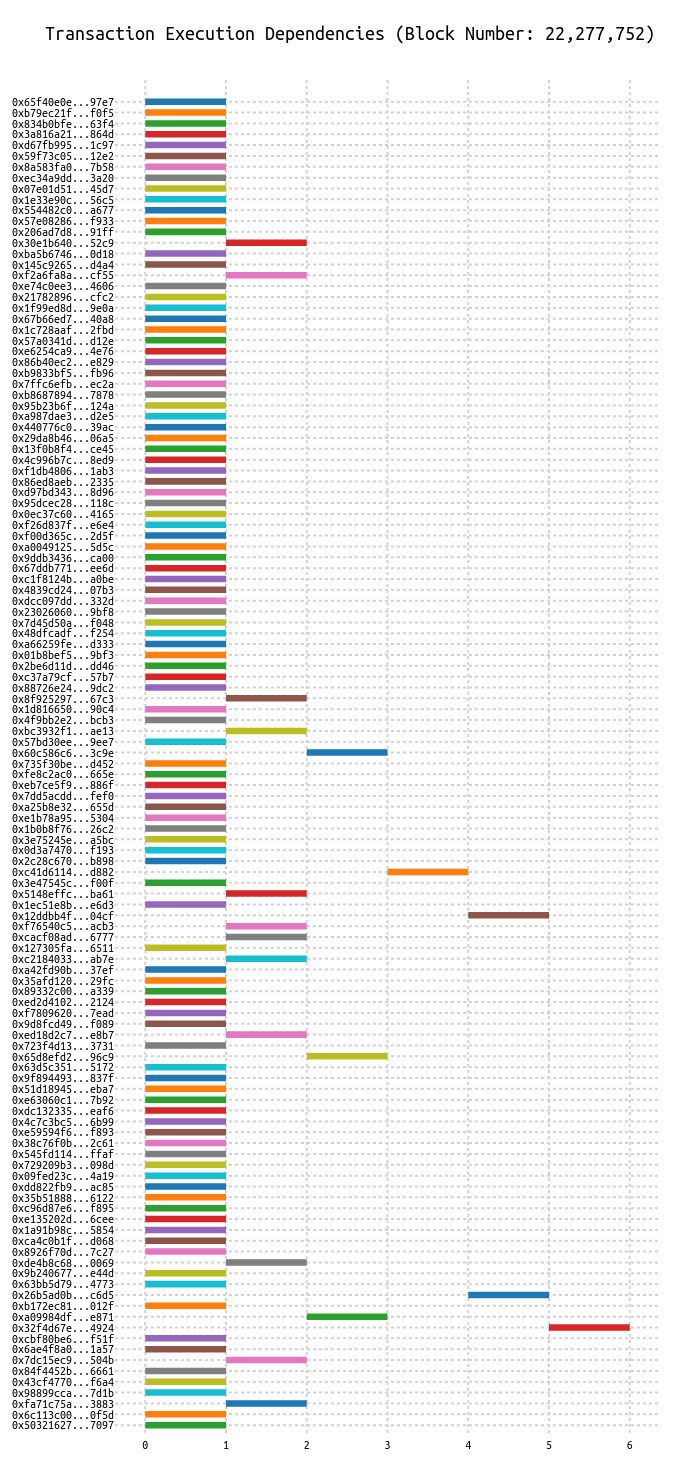 Transaction Execution Dependencies (Block Number: 22,277,752)
0x65f40e0e...97e7
0xb79ec21f...f0f5
0x834b0bfe...63f4
0x3a816a21...864d
0xd67fb995...1c97
0x59f73c05...12e2
0x8a583fa0...7b58
0xec34a9dd...3a20
0x07e01d51...45d7
0x1e33e90c...56c5
0x554482c0...a677
0x57e08286...f933
0x206ad7d8...91ff
0x30e1b640...52c9
0xba5b6746...0d18
0x145c9265...d4a4
0xf2a6fa8a...cf55
0xe74c0ee3...4606
0x21782896...cfc2
0x1f99ed8d...9e0a
0x67b66ed7...40a8
0x1c728aaf...2fbd
0x57a0341d...d12e
0xe6254ca9...4e76
0x86b40ec2...e829
0xb9833bf5...fb96
0x7ffc6efb...ec2a
0xb8687894...7878
0x95b23b6f...124a
0xa987dae3...d2e5
0x440776c0...39ac
0x29da8b46...06a5
0x13f0b8f4...ce45
0x4c996b7c...8ed9
0xf1db4806...1ab3
0x86ed8aeb...2335
0xd97bd343...8d96
0x95dcec28...118c
0x0ec37c60...4165
0xf26d837f...e6e4
0xf00d365c...2d5f
0xa0049125...5d5c
0x9ddb3436...ca00
0x67ddb771...ee6d
0xc1f8124b...a0be
0x4839cd24...07b3
0xdcc097dd...332d
0x23026060...9bf8
0x7d45d50a...f048
0x48dfcadf...f254
0xa66259fe...d333
0x01b8bef5...9bf3
0x2be6d11d...dd46
0xc37a79cf...57b7
0x88726e24...9dc2
0x8f925297...67c3
0x1d816650...90c4
0x4f9bb2e2...bcb3
0xbc3932f1...ae13
0x57bd30ee...9ee7
0x60c586c6...3c9e
0x735f30be...d452
0xfe8c2ac0...665e
0xeb7ce5f9...886f
0x7dd5acdd...fef0
0xa25b8e32...655d
0xe1b78a95...5304
0x1b0b8f76...26c2
0x3e75245e...a5bc
0x0d3a7470...f193
0x2c28c670...b898
0xc41d6114...d882
0x3e47545c...f00f
0x5148effc...ba61
0x1ec51e8b...e6d3
0x12ddbb4f...04cf
0xf76540c5...acb3
0xcacf08ad...6777
0x127305fa...6511
0xc2184033...ab7e
0xa42fd90b...37ef
0x35afd120...29fc
0x89332c00...a339
0xed2d4102...2124
0xf7809620...7ead
0x9d8fcd49...f089
0xed18d2c7...e8b7
0x723f4d13...3731
0x65d8efd2...96c9
0x63d5c351...5172
0x9f894493...837f
0x51d18945...eba7
0xe63060c1...7b92
0xdc132335...eaf6
0x4c7c3bc5...6b99
0xe59594f6...f893
0x38c76f0b...2c61
0x545fd114...ffaf
0x729209b3...098d
0x09fed23c...4a19
0xdd822fb9...ac85
0x35b51888...6122
0xc96d87e6...f895
0xe135202d...6cee
0x1a91b98c...5854
0xca4c0b1f...d068
0x8926f70d...7c27
0xde4b8c68...0069
0x9b240677...e44d
0x63bb5d79...4773
0x26b5ad0b...c6d5
0xb172ec81...012f
0xa09984df...e871
0x32f4d67e...4924
0xcbf80be6...f51f
0x6ae4f8a0...1a57
0x7dc15ec9...504b
0x84f4452b...6661
0x43cf4770...f6a4
0x98899cca...7d1b
0xfa71c75a...3883
0x6c113c00...0f5d
0x50321627...7097
0 1 2 3 4 5 6